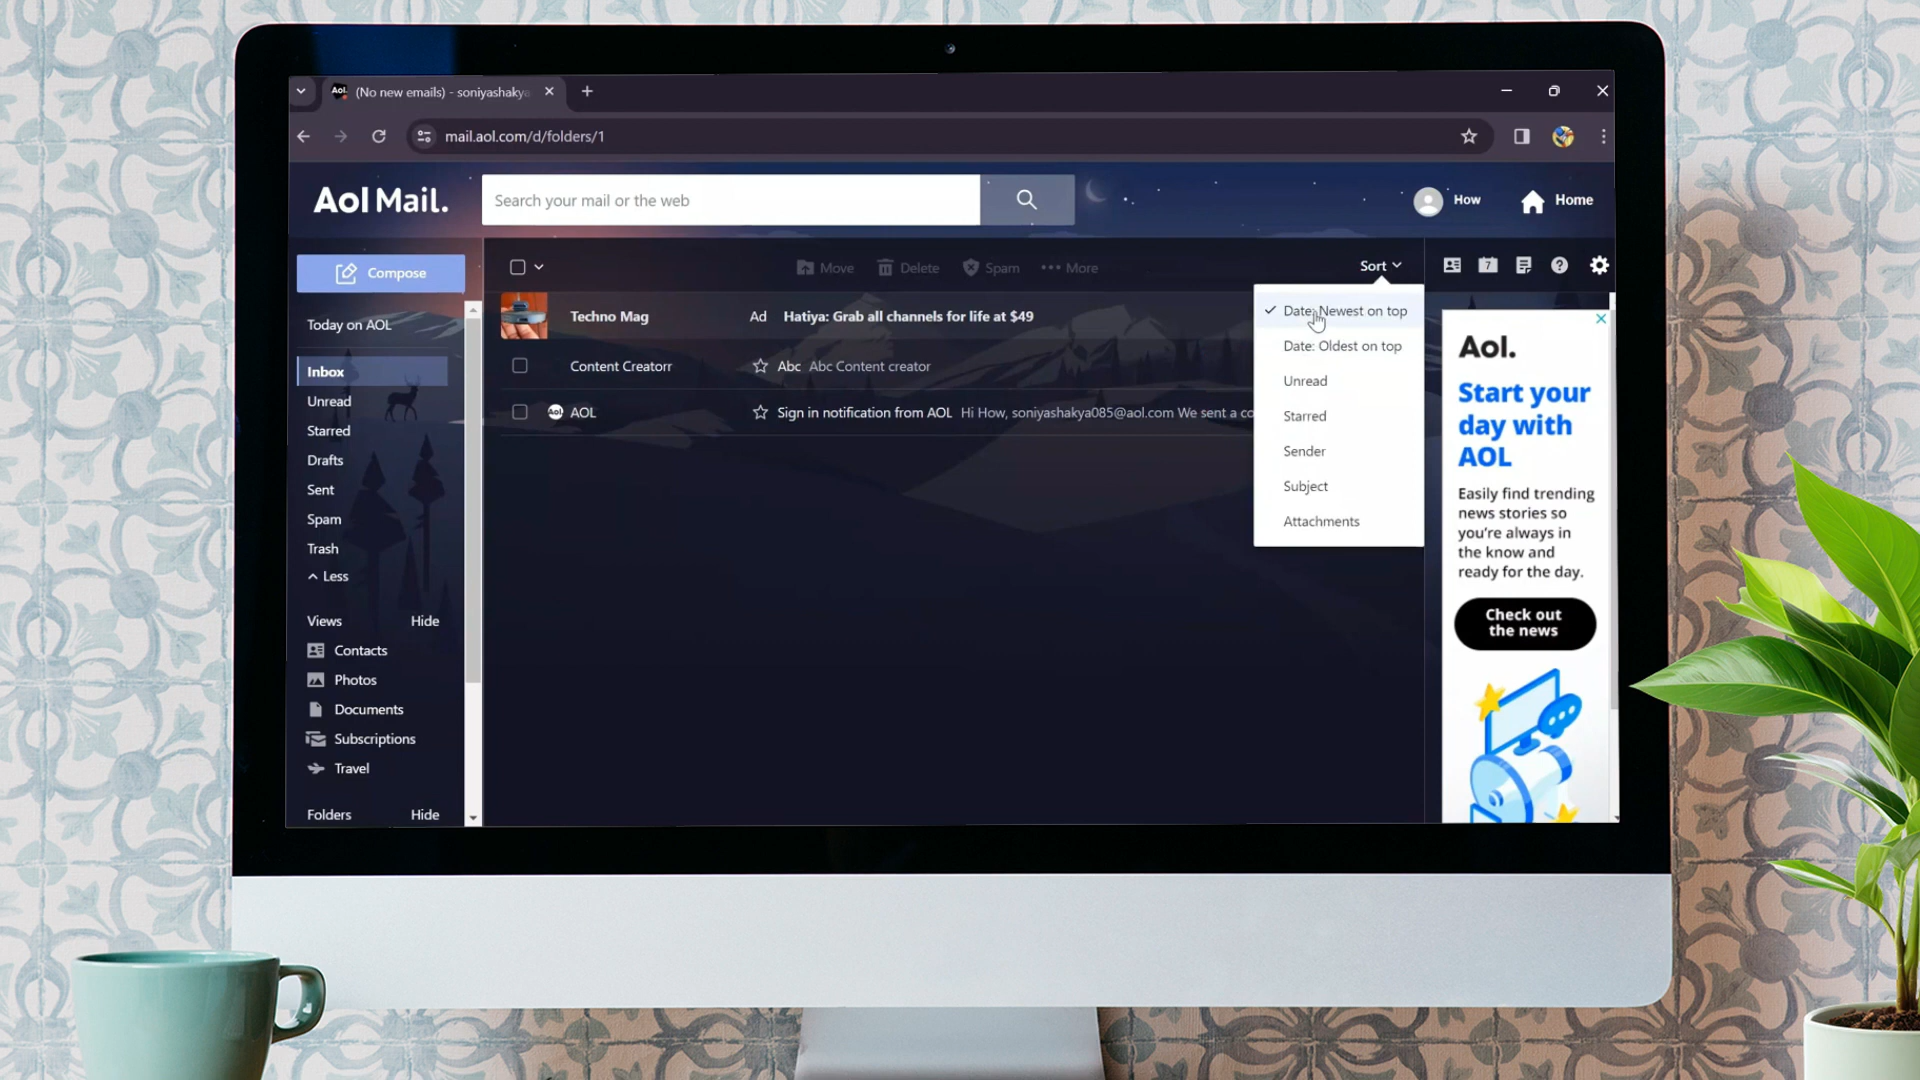 Aol.
(No new emails) - soniyashakya
mail.aol.com/d/folders/1
Aol Mail.
Search your mail or the web
How
Home
Compose
Move
Delete
Spam
More
Sort
7
Today on AOL
Inbox
Unread
Starred
Drafts
Sent
Spam
Trash
Less
Views Hide
Contacts
Photos
Documents
Subscriptions
Travel
Folders Hide
Techno Mag Ad Hatiya: Grab all channels for life at $49
Content Creatorr Abc Abc Content creator
Aol. AOL Sign in notification from AOL Hi How, soniyashakya085@aol.com We sent a co
Date: Newest on top
Date: Oldest on top
Unread
Starred
Sender
Subject
Attachments
Aol.
Start your
day with
AOL
Easily find trending
news stories so
you're always in
the know and
ready for the day.
Check out
the news